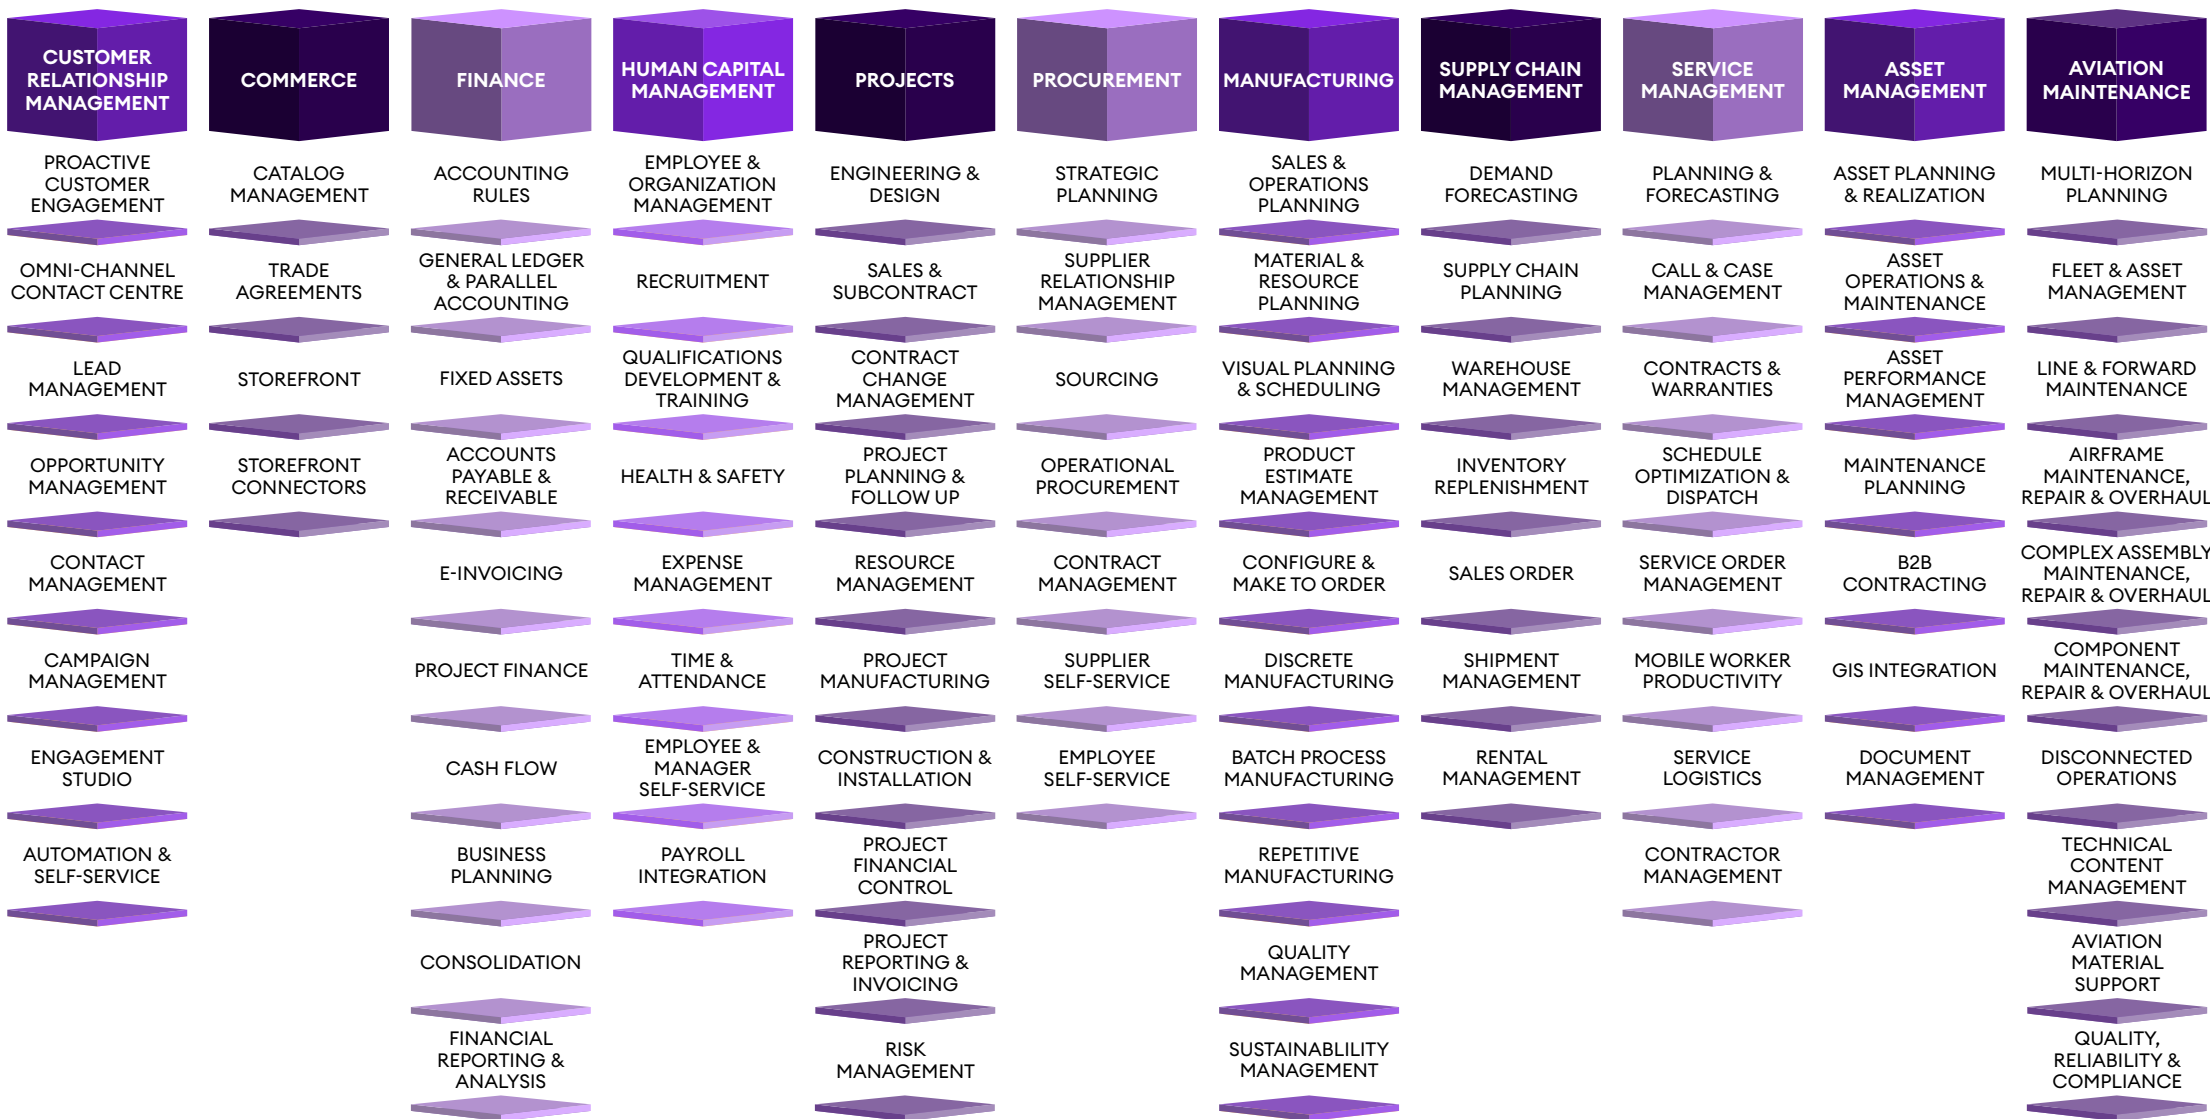 CUSTOMER
RELATIONSHIP
MANAGEMENT
PROACTIVE
CUSTOMER
ENGAGEMENT
OMNI-CHANNEL
CONTACT CENTRE
LEAD
MANAGEMENT
OPPORTUNITY
MANAGEMENT
CONTACT
MANAGEMENT
CAMPAIGN
MANAGEMENT
ENGAGEMENT
STUDIO
AUTOMATION &
SELF-SERVICE
COMMERCE
CATALOG
MANAGEMENT
TRADE
AGREEMENTS
STOREFRONT
STOREFRONT
CONNECTORS
FINANCE
ACCOUNTING
RULES
GENERAL LEDGER
& PARALLEL
ACCOUNTING
FIXED ASSETS
ACCOUNTS
PAYABLE &
RECEIVABLE
E-INVOICING
PROJECT FINANCE
CASH FLOW
BUSINESS
PLANNING
CONSOLIDATION
FINANCIAL
REPORTING &
ANALYSIS
HUMAN CAPITAL
MANAGEMENT
EMPLOYEE &
ORGANIZATION
MANAGEMENT
RECRUITMENT
QUALIFICATIONS
DEVELOPMENT &
TRAINING
HEALTH & SAFETY
EXPENSE
MANAGEMENT
TIME &
ATTENDANCE
EMPLOYEE &
MANAGER
SELF-SERVICE
PAYROLL
INTEGRATION
PROJECTS
ENGINEERING &
DESIGN
SALES &
SUBCONTRACT
CONTRACT
CHANGE
MANAGEMENT
PROJECT
PLANNING &
FOLLOW UP
RESOURCE
MANAGEMENT
PROJECT
MANUFACTURING
CONSTRUCTION &
INSTALLATION
PROJECT
FINANCIAL
CONTROL
PROJECT
REPORTING &
INVOICING
RISK
MANAGEMENT
PROCUREMENT
STRATEGIC
PLANNING
SUPPLIER
RELATIONSHIP
MANAGEMENT
SOURCING
OPERATIONAL
PROCUREMENT
CONTRACT
MANAGEMENT
SUPPLIER
SELF-SERVICE
EMPLOYEE
SELF-SERVICE
MANUFACTURING
SALES &
OPERATIONS
PLANNING
MATERIAL &
RESOURCE
PLANNING
VISUAL PLANNING
& SCHEDULING
PRODUCT
ESTIMATE
MANAGEMENT
CONFIGURE &
MAKE TO ORDER
DISCRETE
MANUFACTURING
BATCH PROCESS
MANUFACTURING
REPETITIVE
MANUFACTURING
QUALITY
MANAGEMENT
SUSTAINABLILITY
MANAGEMENT
SUPPLY CHAIN
MANAGEMENT
DEMAND
FORECASTING
SUPPLY CHAIN
PLANNING
WAREHOUSE
MANAGEMENT
INVENTORY
REPLENISHMENT
SALES ORDER
SHIPMENT
MANAGEMENT
RENTAL
MANAGEMENT
SERVICE
MANAGEMENT
PLANNING &
FORECASTING
CALL & CASE
MANAGEMENT
CONTRACTS &
WARRANTIES
SCHEDULE
OPTIMIZATION &
DISPATCH
SERVICE ORDER
MANAGEMENT
MOBILE WORKER
PRODUCTIVITY
SERVICE
LOGISTICS
CONTRACTOR
MANAGEMENT
ASSET
MANAGEMENT
ASSET PLANNING
& REALIZATION
ASSET
OPERATIONS &
MAINTENANCE
ASSET
PERFORMANCE
MANAGEMENT
MAINTENANCE
PLANNING
B2B
CONTRACTING
GIS INTEGRATION
DOCUMENT
MANAGEMENT
AVIATION
MAINTENANCE
MULTI-HORIZON
PLANNING
FLEET & ASSET
MANAGEMENT
LINE & FORWARD
MAINTENANCE
AIRFRAME
MAINTENANCE,
REPAIR & OVERHAUL
COMPLEX ASSEMBLY
MAINTENANCE,
REPAIR & OVERHAUL
COMPONENT
MAINTENANCE,
REPAIR & OVERHAUL
DISCONNECTED
OPERATIONS
TECHNICAL
CONTENT
MANAGEMENT
AVIATION
MATERIAL
SUPPORT
QUALITY,
RELIABILITY &
COMPLIANCE